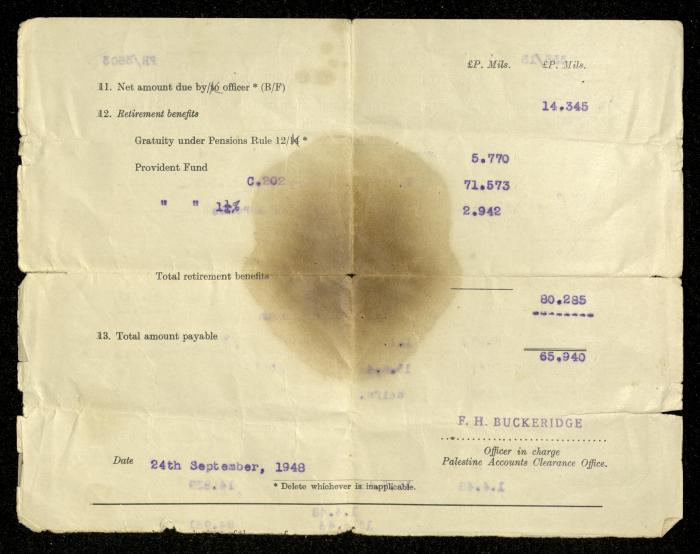 £P. Mils. £P. Mils.
11. Net amount due by/to officer * (B/F)
14.345
12. Retirement benefits
Gratuity under Pensions Rule 12/14 *
5.770
Provident Fund
C.202 71.573
" " 1¼% 2.942
Total retirement benefits
80.285
13. Total amount payable
65.940
F. H. BUCKERIDGE
Officer in charge
Palestine Accounts Clearance Office.
Date 24th September, 1948
* Delete whichever is inapplicable.